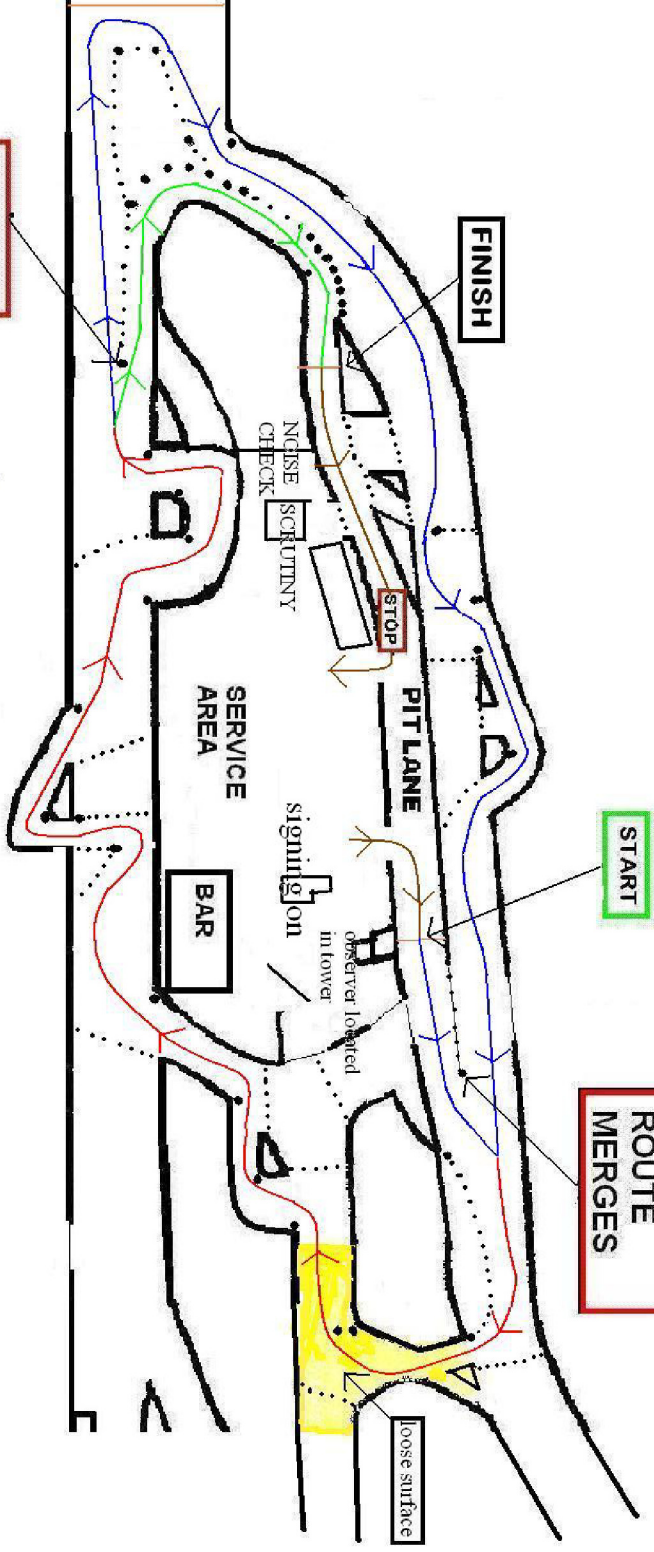 FINISH
NOISE
CHECK
SCRUTINY
STOP
SERVICE
AREA
PIT LANE
signing on
START
BAR
observer located
in tower
ROUTE
MERGES
loose surface